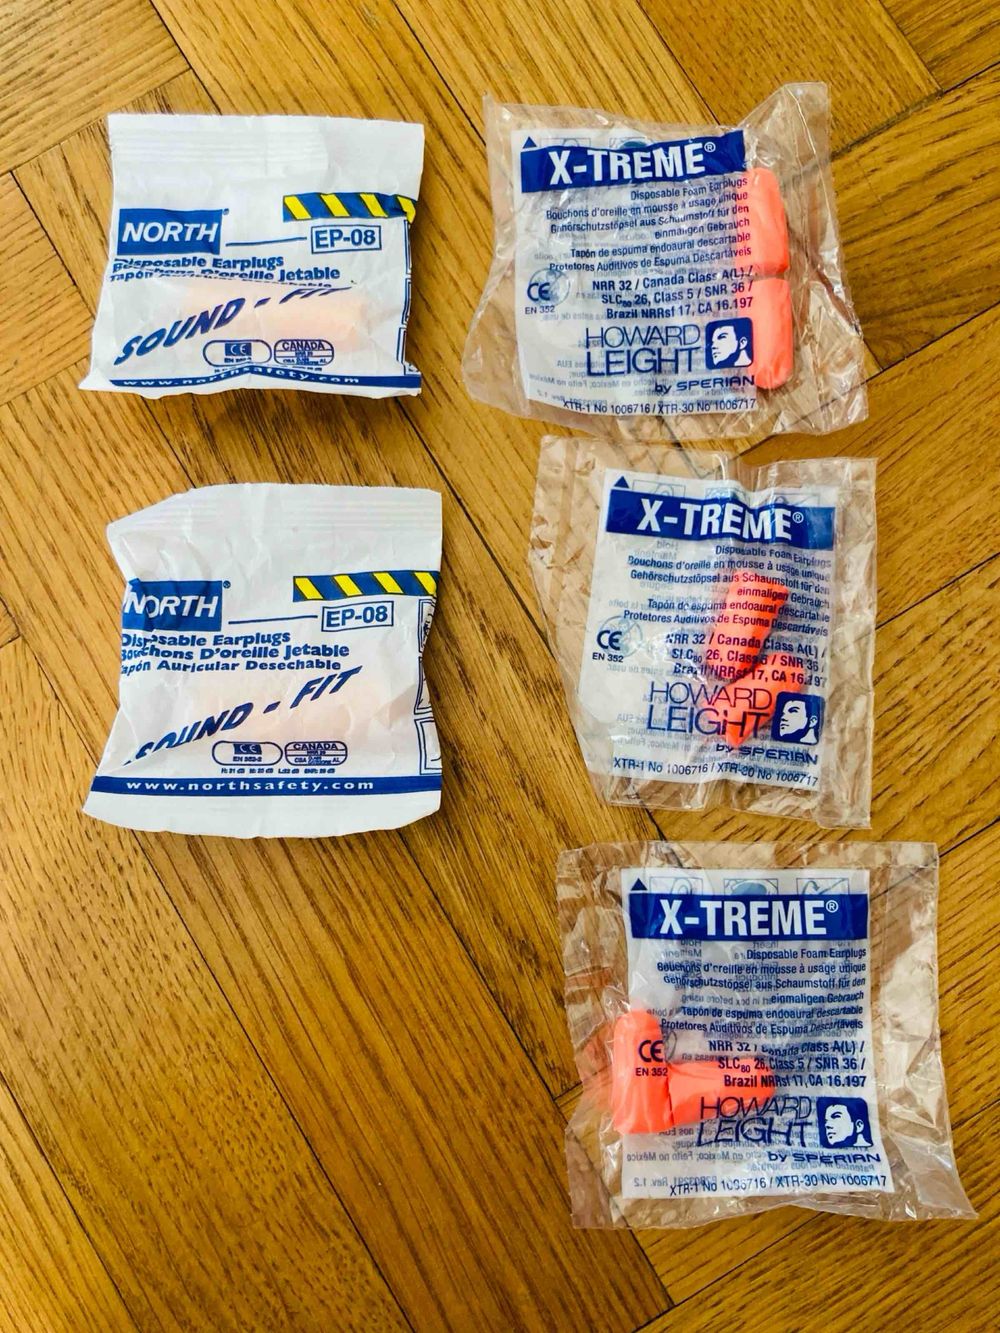 NORTH®
EP-08
Disposable Earplugs
Bouchons D'oreille Jetable
SOUND - FIT
CE
CANADA
www.northsafety.com
NORTH®
EP-08
Disposable Earplugs
Bouchons D'oreille Jetable
Tapón Auricular Desechable
SOUND - FIT
CE
EN 352-2
CANADA
www.northsafety.com
X-TREME®
Disposable Foam Earplugs
Bouchons d'oreille en mousse à usage unique
Gehörschutzstöpsel aus Schaumstoff für den
einmaligen Gebrauch
Tapón de espuma endoaural descartable
Protetores Auditivos de Espuma Descartáveis
CE
EN 352
NRR 32 / Canada Class A(L) /
SLC80 26, Class 5 / SNR 36 /
Brazil NRRsf 17, CA 16.197
HOWARD
LEIGHT
by SPERIAN
XTR-1 No 1006716 / XTR-30 No 1006717
X-TREME®
Disposable Foam Earplugs
Bouchons d'oreille en mousse à usage unique
Gehörschutzstöpsel aus Schaumstoff für den
einmaligen Gebrauch
Tapón de espuma endoaural descartable
Protetores Auditivos de Espuma Descartáveis
CE
EN 352
NRR 32 / Canada Class A(L) /
SLC80 26, Class 5 / SNR 36 /
Brazil NRRsf 17, CA 16.197
HOWARD
LEIGHT
by SPERIAN
XTR-1 No 1006716 / XTR-30 No 1006717
X-TREME®
Disposable Foam Earplugs
Bouchons d'oreille en mousse à usage unique
Gehörschutzstöpsel aus Schaumstoff für den
einmaligen Gebrauch
Tapón de espuma endoaural descartable
Protetores Auditivos de Espuma Descartáveis
CE
EN 352
NRR 32 / Canada Class A(L) /
SLC80 26, Class 5 / SNR 36 /
Brazil NRRsf 17, CA 16.197
HOWARD
LEIGHT
by SPERIAN
XTR-1 No 1006716 / XTR-30 No 1006717